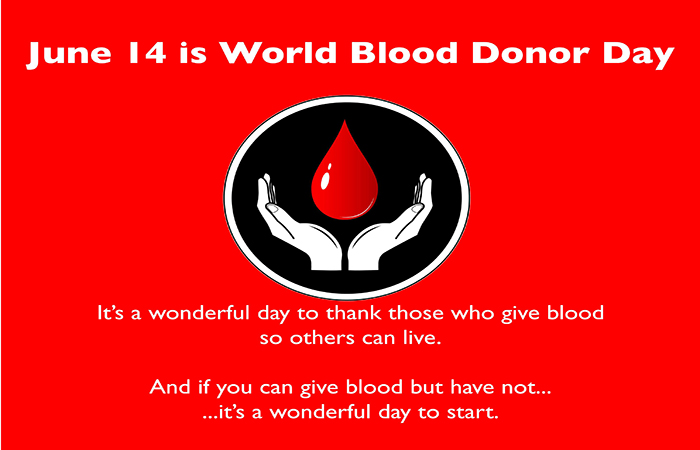 June 14 is World Blood Donor Day
It’s a wonderful day to thank those who give blood
so others can live.
And if you can give blood but have not...
...it’s a wonderful day to start.